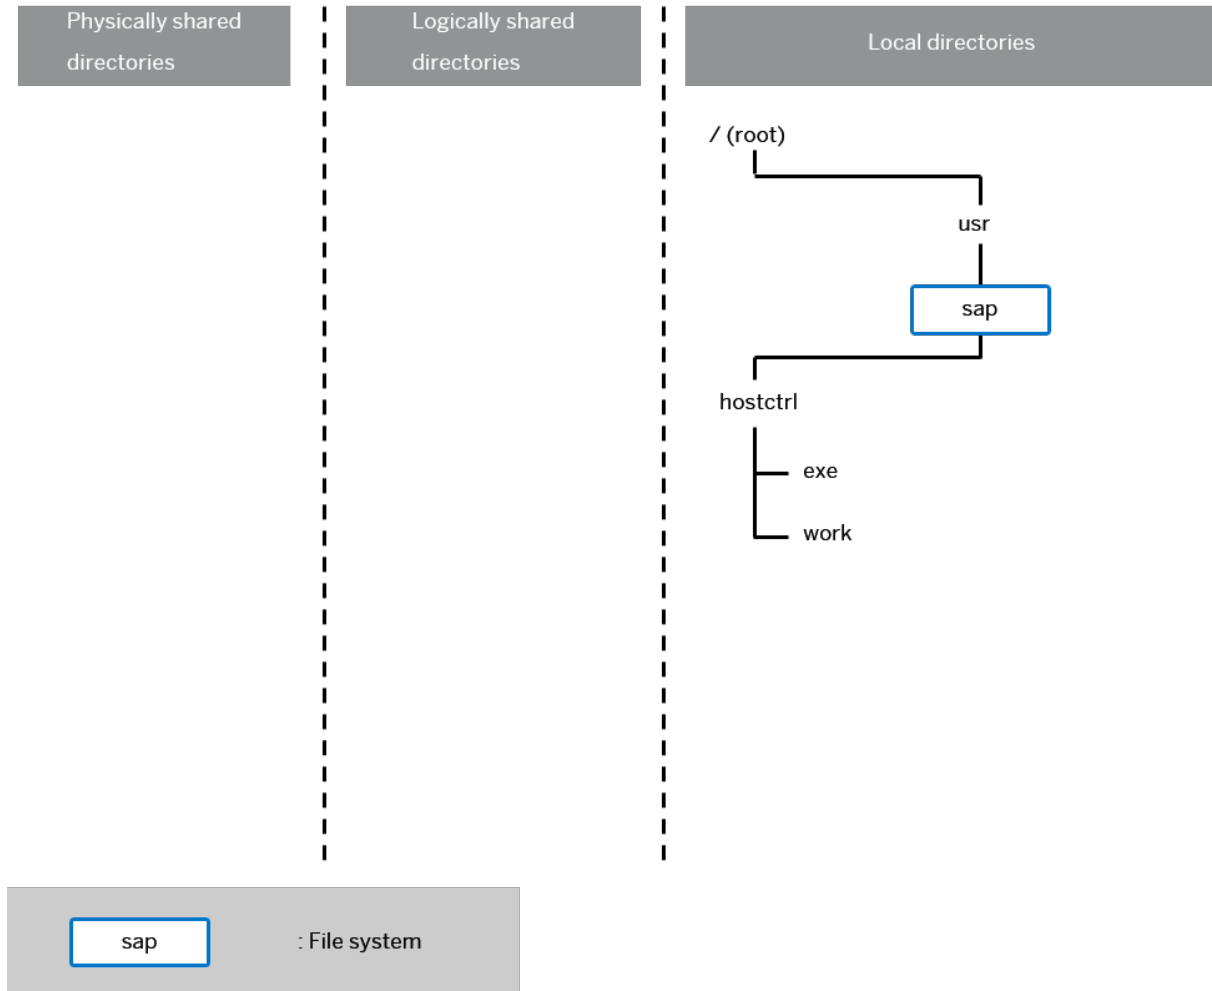 Physically shared
directories
Logically shared
directories
Local directories
/ (root)
usr
sap
hostctrl
exe
work
sap : File system